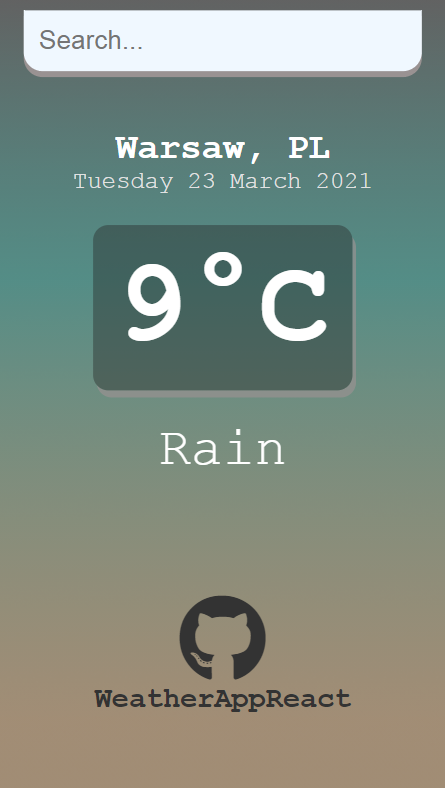 Search...
Warsaw, PL
Tuesday 23 March 2021
9°C
Rain
WeatherAppReact